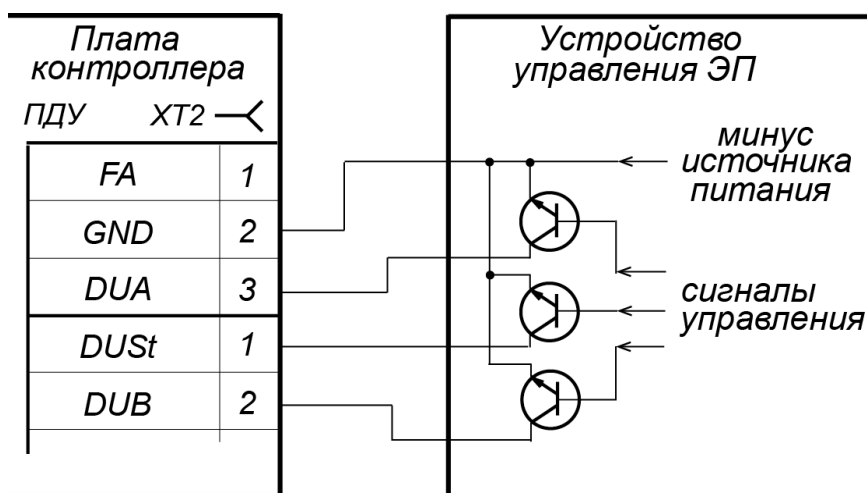 Плата
контроллера
ПДУ XT2
FA 1
GND 2
DUA 3
DUSt 1
DUB 2
Устройство
управления ЭП
минус
источника
питания
сигналы
управления